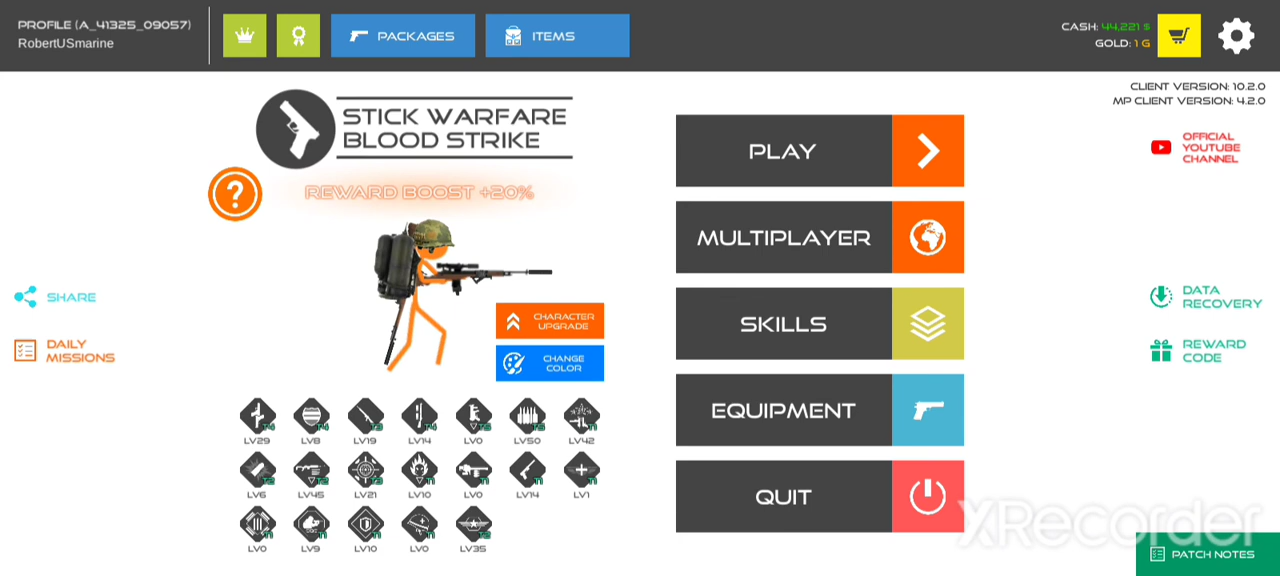 PROFILE (A_41325_09057)
RobertUSmarine
PACKAGES
ITEMS
CASH: 44,221 $
GOLD: 1 G
CLIENT VERSION: 10.2.0
MP CLIENT VERSION: 4.2.0
STICK WARFARE
BLOOD STRIKE
REWARD BOOST +20%
PLAY
MULTIPLAYER
SKILLS
EQUIPMENT
QUIT
OFFICIAL
YOUTUBE
CHANNEL
SHARE
DAILY
MISSIONS
CHARACTER
UPGRADE
CHANGE
COLOR
DATA
RECOVERY
REWARD
CODE
LV29 LV8 LV19 LV14 LV0 LV50 LV42
LV6 LV45 LV21 LV10 LV0 LV14 LV1
LV0 LV9 LV10 LV0 LV35
XRecorder
PATCH NOTES